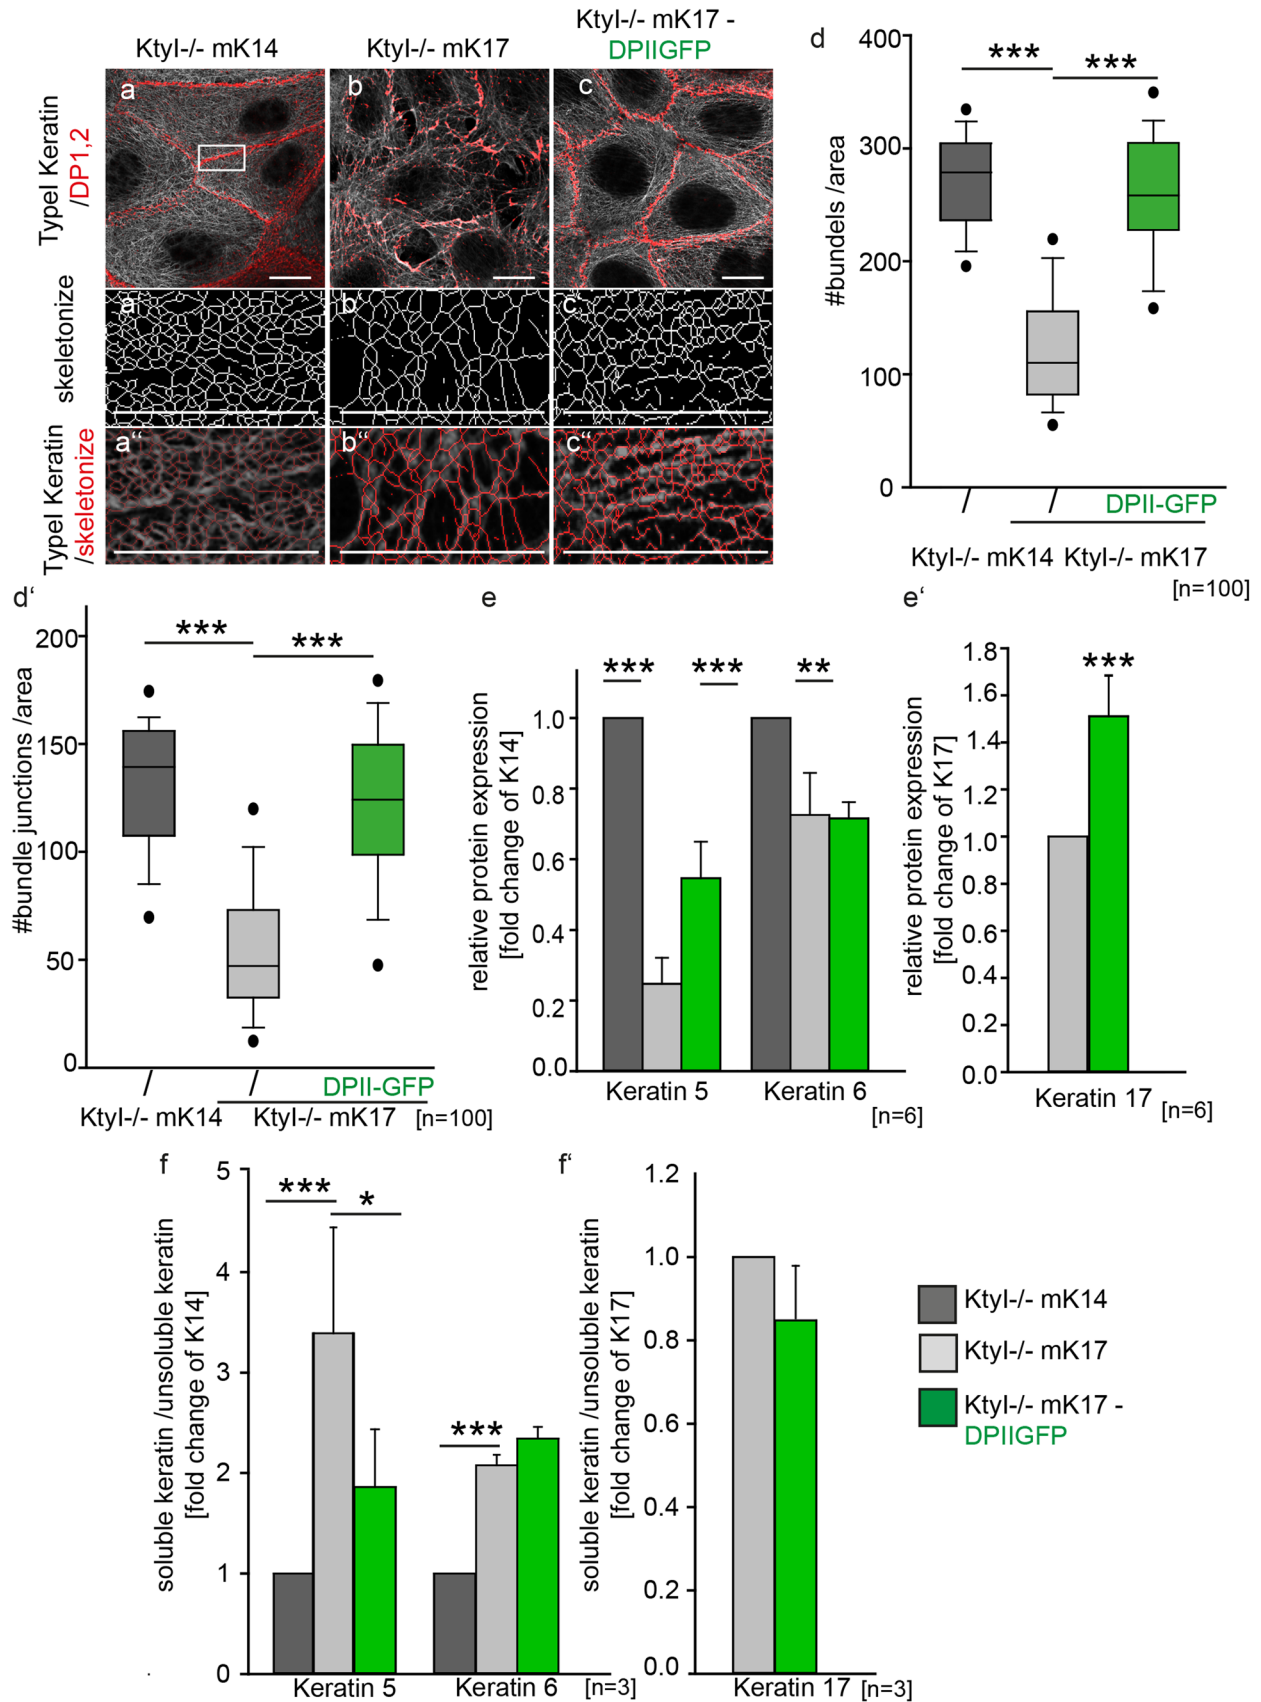 KtyI-/- mK14
KtyI-/- mK17
KtyI-/- mK17 -
DPIIGFP
TypeI Keratin
/DP1,2
a
b
c
skeletonize
a'
b'
c'
TypeI Keratin
/skeletonize
a"
b"
c"
d
#bundels /area
400
300
200
100
0
***
***
/
/
DPII-GFP
KtyI-/- mK14
KtyI-/- mK17
[n=100]
d'
#bundle junctions /area
200
150
100
50
0
***
***
/
/
DPII-GFP
KtyI-/- mK14
KtyI-/- mK17
[n=100]
e
relative protein expression
[fold change of K14]
1.0
0.8
0.6
0.4
0.2
0.0
***
***
**
Keratin 5
Keratin 6
[n=6]
e'
relative protein expression
[fold change of K17]
1.8
1.6
1.4
1.2
1.0
0.8
0.6
0.4
0.2
0.0
***
Keratin 17
[n=6]
f
soluble keratin /unsoluble keratin
[fold change of K14]
5
4
3
2
1
0
***
*
***
Keratin 5
Keratin 6
[n=3]
f'
soluble keratin /unsoluble keratin
[fold change of K17]
1.2
1.0
0.8
0.6
0.4
0.2
0.0
Keratin 17
[n=3]
KtyI-/- mK14
KtyI-/- mK17
KtyI-/- mK17 -
DPIIGFP